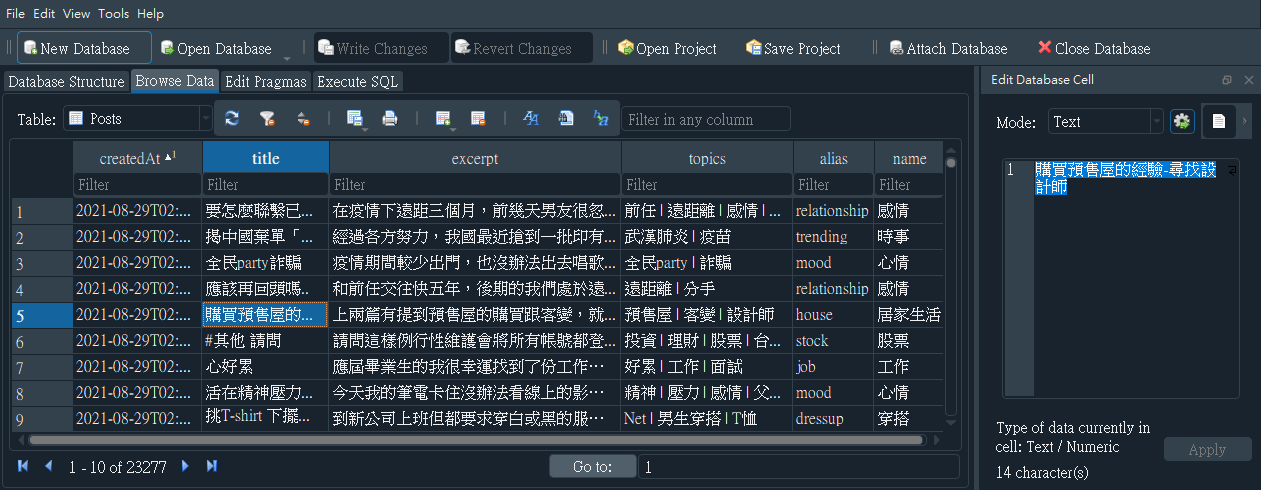 File Edit View Tools Help
New Database Open Database Write Changes Revert Changes Open Project Save Project Attach Database Close Database
Database Structure Browse Data Edit Pragmas Execute SQL
Table: Posts Filter in any column
createdAt 1 title excerpt topics alias name
Filter Filter Filter Filter Filter Filter
1 2021-08-29T02:... 要怎麼聯繫已... 在疫情下遠距三個月，前幾天男友很忽... 前任 | 遠距離 | 感情 | ... relationship 感情
2 2021-08-29T02:... 揭中國棄單「... 經過各方努力，我國最近搶到一批印有... 武漢肺炎 | 疫苗 trending 時事
3 2021-08-29T02:... 全民party詐騙 疫情期間較少出門，也沒辦法出去唱歌... 全民party | 詐騙 mood 心情
4 2021-08-29T02:... 應該再回頭嗎... 和前任交往快五年，後期的我們處於遠... 遠距離 | 分手 relationship 感情
5 2021-08-29T02:... 購買預售屋的... 上兩篇有提到預售屋的購買跟客變，就... 預售屋 | 客變 | 設計師 house 居家生活
6 2021-08-29T02:... #其他 請問 請問這樣例行性維護會將所有帳號都登... 投資 | 理財 | 股票 | 台... stock 股票
7 2021-08-29T02:... 心好累 應屆畢業生的我很幸運找到了份工作⋯ 好累 | 工作 | 面試 job 工作
8 2021-08-29T02:... 活在精神壓力... 今天我的筆電卡住沒辦法看線上的影⋯ 精神 | 壓力 | 感情 | 父... mood 心情
9 2021-08-29T02:... 挑T-shirt 下擺... 到新公司上班但都要求穿白或黑的服⋯ Net | 男生穿搭 | T恤 dressup 穿搭
1 - 10 of 23277 Go to: 1
Edit Database Cell
Mode: Text
1 購買預售屋的經驗-尋找設
計師
Type of data currently in
cell: Text / Numeric
14 character(s)
Apply